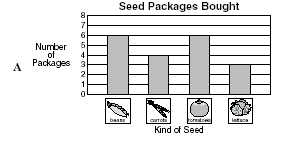 Seed Packages Bought
A
Number of Packages
8
7
6
5
4
3
2
1
0
beans
carrots
tomatoes
lettuce
Kind of Seed